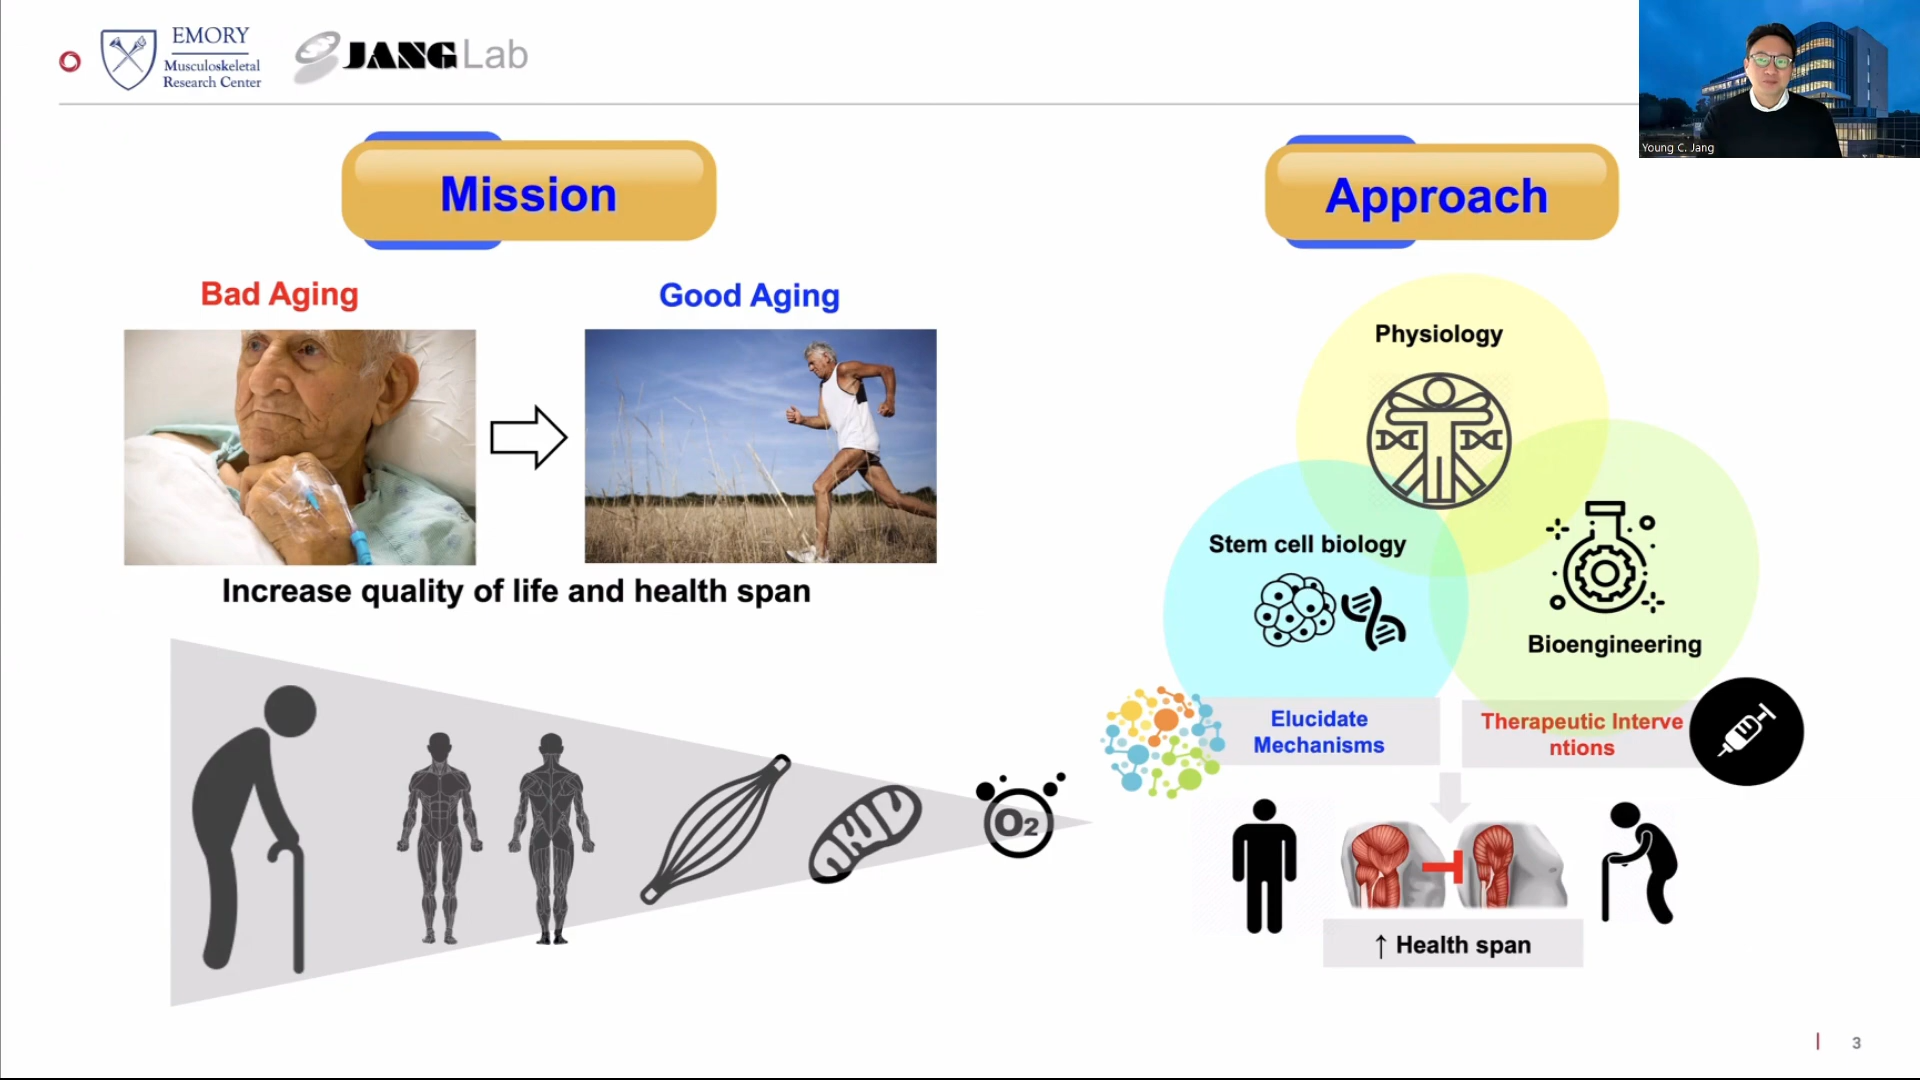 EMORY
Musculoskeletal
Research Center
JANG Lab
Young C. Jang
Mission
Approach
Bad Aging
Good Aging
Increase quality of life and health span
O2
Physiology
Stem cell biology
Bioengineering
Elucidate
Mechanisms
Therapeutic Interve
ntions
↑ Health span
3